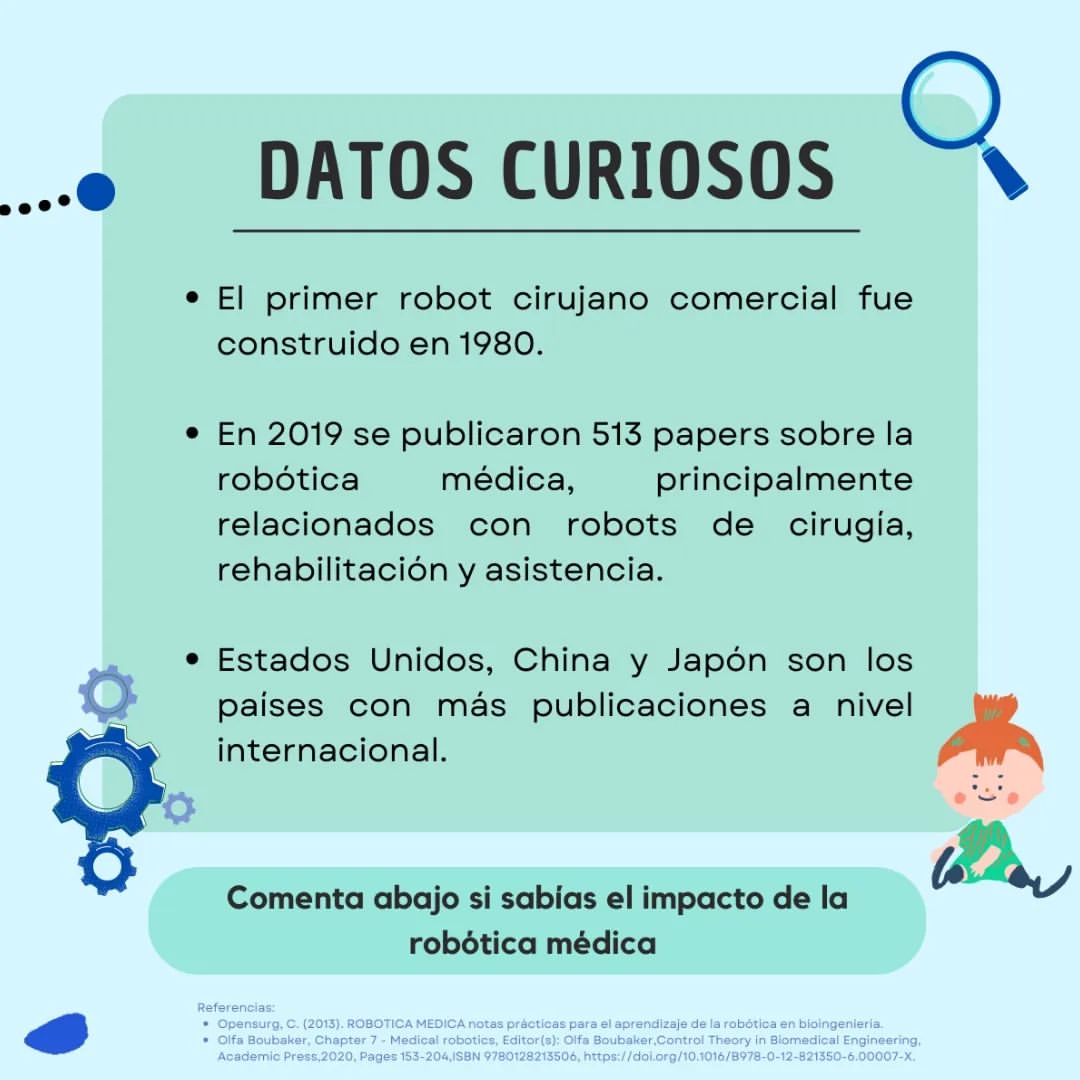 DATOS CURIOSOS
• El primer robot cirujano comercial fue
construido en 1980.
• En 2019 se publicaron 513 papers sobre la
robótica médica, principalmente
relacionados con robots de cirugía,
rehabilitación y asistencia.
• Estados Unidos, China y Japón son los
países con más publicaciones a nivel
internacional.
Comenta abajo si sabías el impacto de la
robótica médica
Referencias:
• Opensurg, C. (2013). ROBOTICA MEDICA notas prácticas para el aprendizaje de la robótica en bioingeniería.
• Olfa Boubaker, Chapter 7 - Medical robotics, Editor(s): Olfa Boubaker,Control Theory in Biomedical Engineering,
Academic Press,2020, Pages 153-204,ISBN 9780128213506, https://doi.org/10.1016/B978-0-12-821350-6.00007-X.